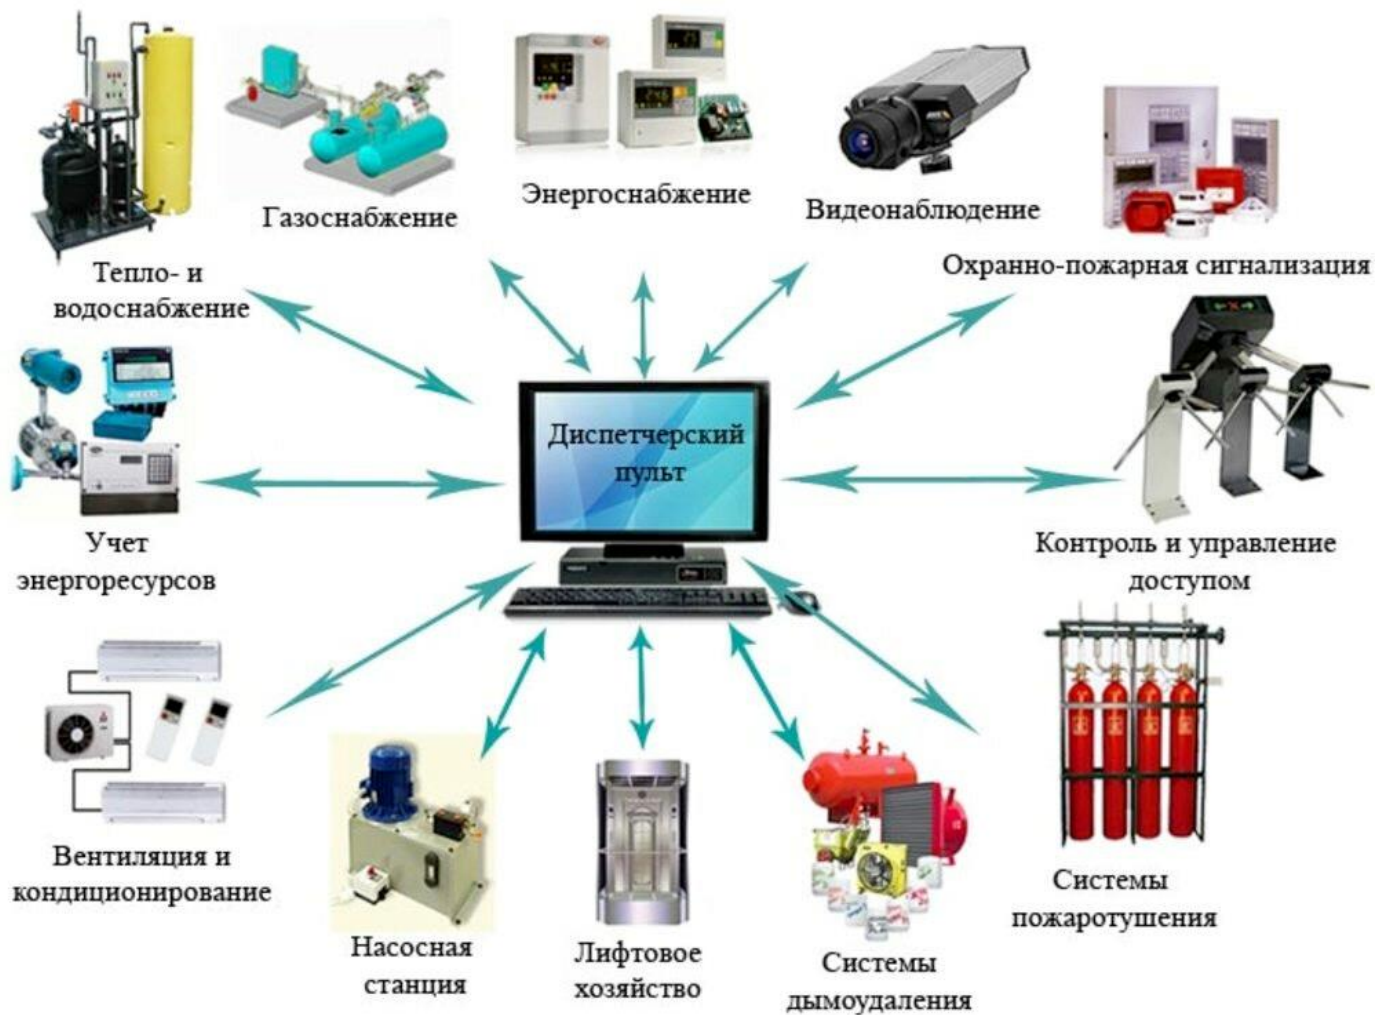 Энергоснабжение
Газоснабжение
Видеонаблюдение
Охранно-пожарная сигнализация
Тепло- и
водоснабжение
Диспетчерский
пульт
Учет
энергоресурсов
Контроль и управление
доступом
Вентиляция и
кондиционирование
Системы
пожаротушения
Насосная
станция
Лифтовое
хозяйство
Системы
дымоудаления